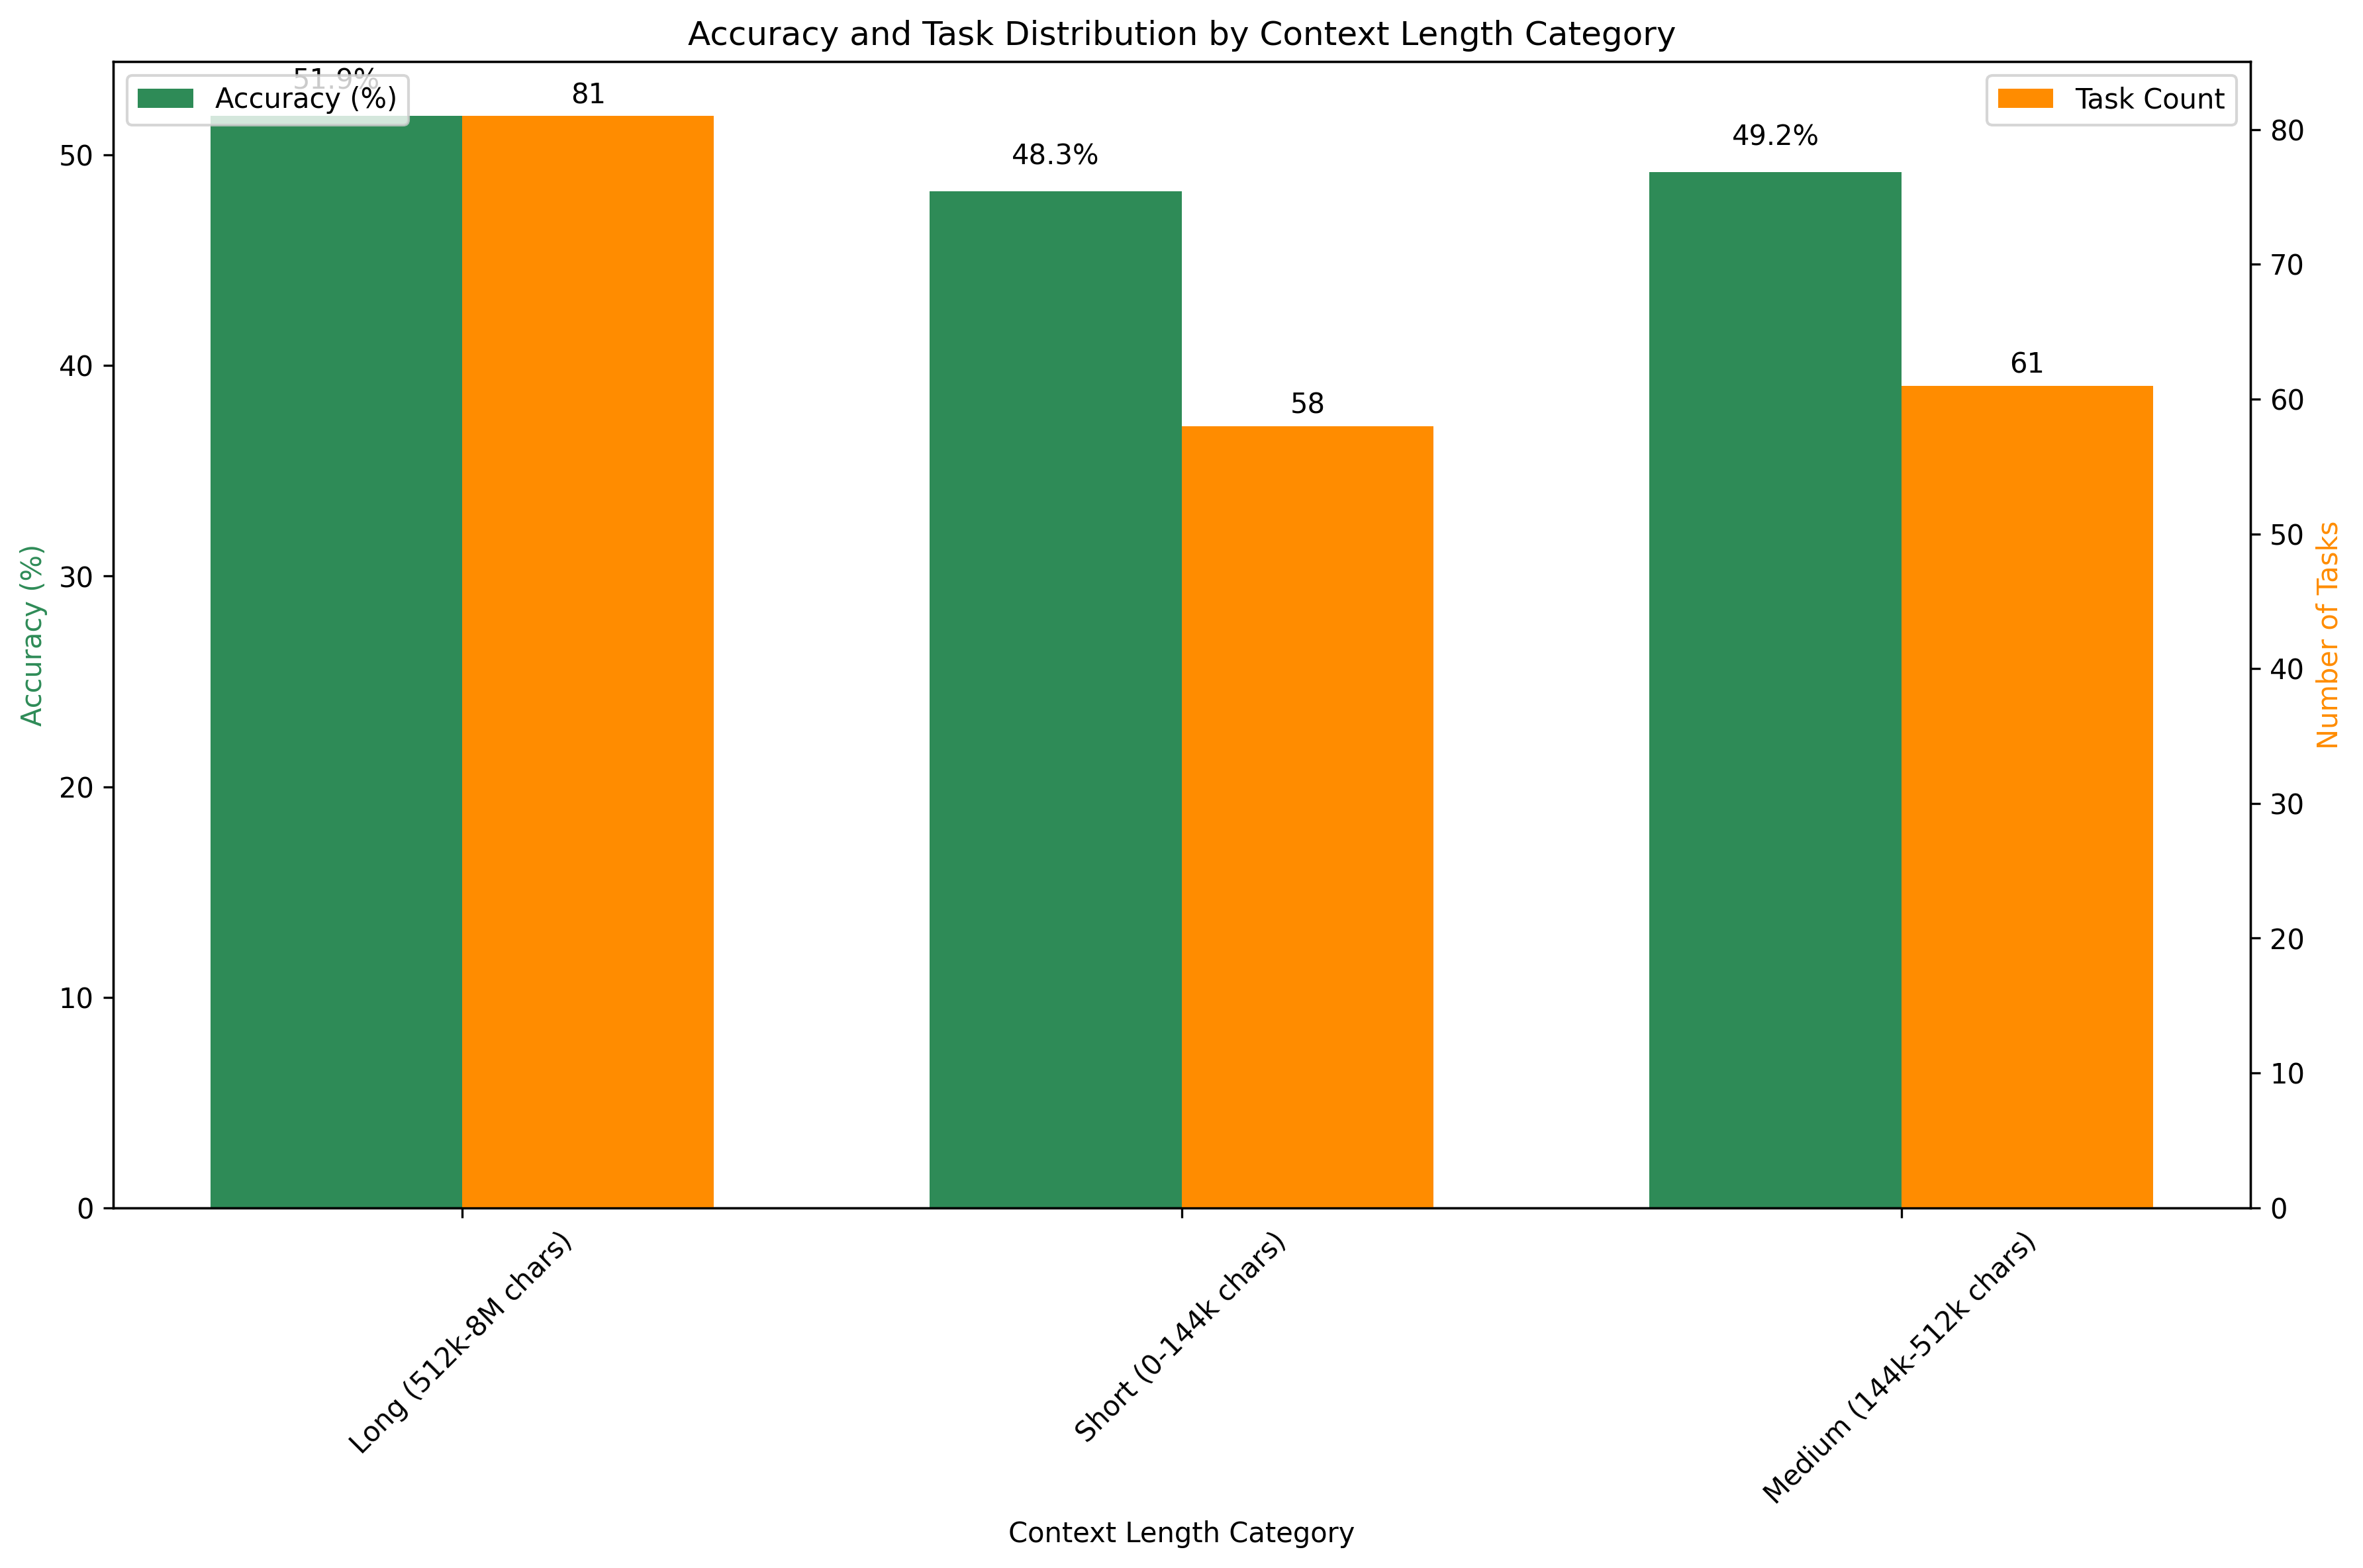 Accuracy and Task Distribution by Context Length Category
51.9%
Accuracy (%)
81
48.3%
58
49.2%
61
Task Count
50
40
30
20
10
0
Accuracy (%)
80
70
60
50
40
30
20
10
0
Number of Tasks
Long (512k-8M chars)
Short (0-144k chars)
Medium (144k-512k chars)
Context Length Category